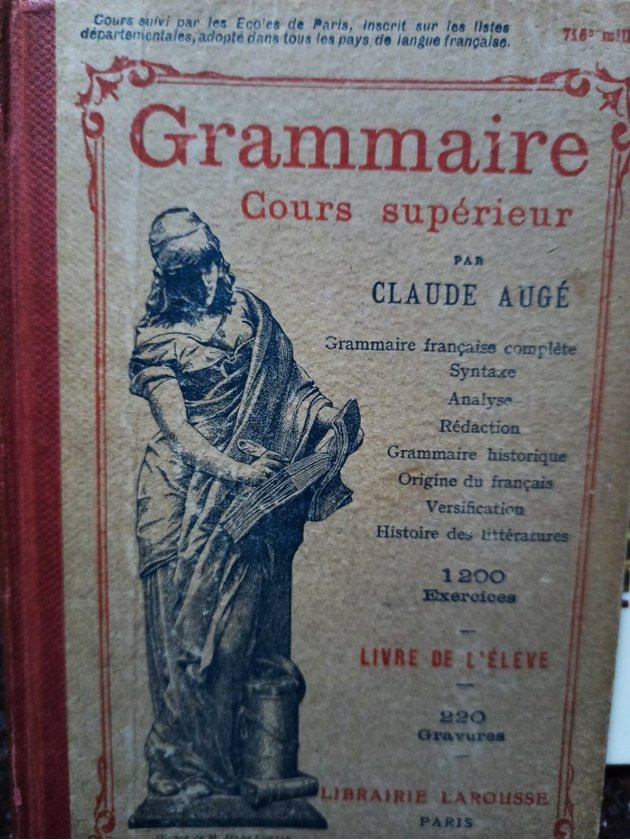 Cours suivi par les Ecoles de Paris, inscrit sur les listes
départementales, adopté dans tous les pays de langue française.
Grammaire
Cours supérieur
PAR
CLAUDE AUGÉ
Grammaire française complète
Syntaxe
Analyse
Rédaction
Grammaire historique
Origine du français
Versification
Histoire des littératures
1200
Exercices
LIVRE DE L'ÉLÈVE
220
Gravures
LIBRAIRIE LAROUSSE
PARIS